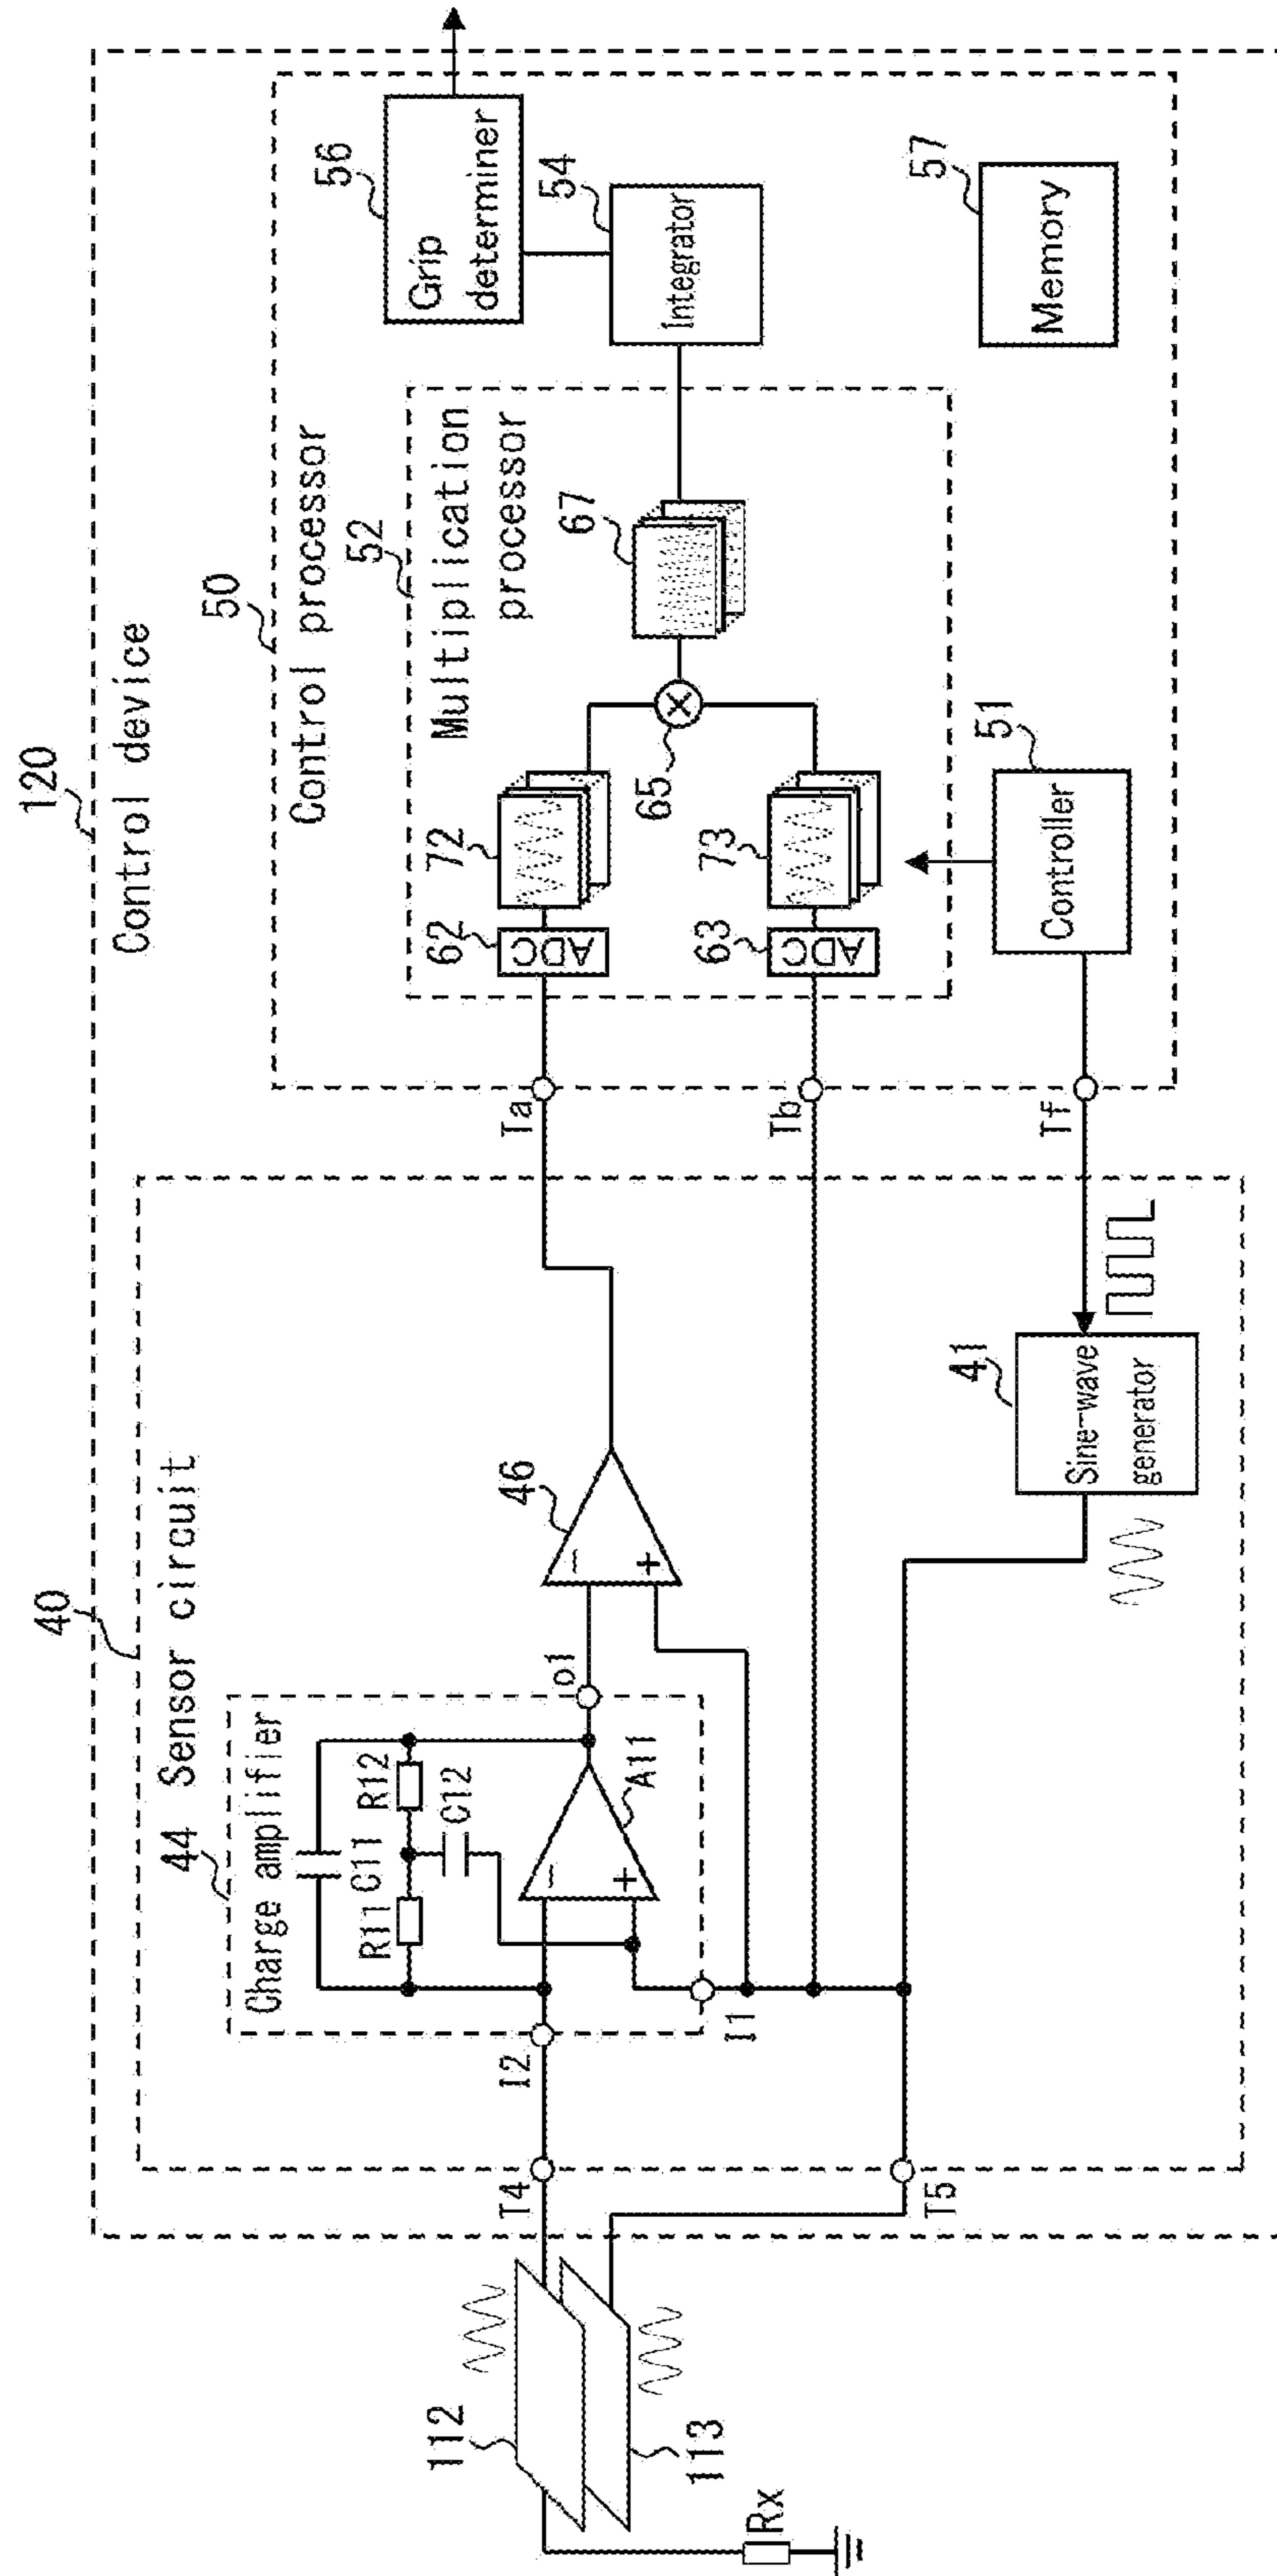 120
Control device
40
Sensor circuit
44
Charge amplifier
C11
R11
R12
C12
A11
I2
I1
o1
46
T4
T5
112
113
Rx
41
Sine-wave
generator
Ta
Tb
Tf
50
Control processor
52
Multiplication
processor
62
ADC
72
63
ADC
73
65
67
51
Controller
54
Integrator
56
Grip
determiner
57
Memory